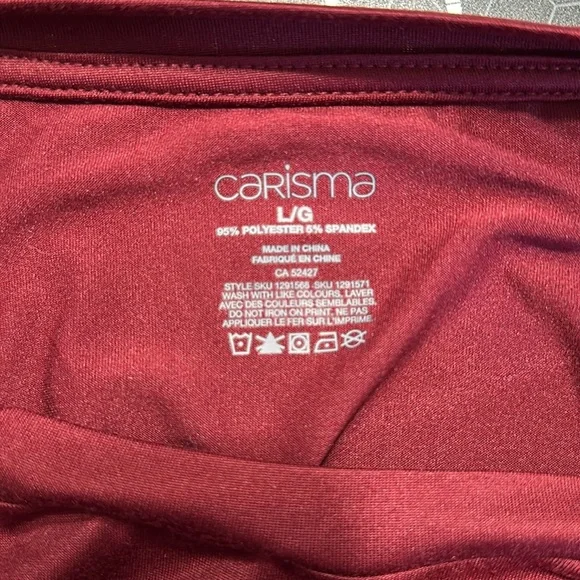 carisma
L/G
95% POLYESTER 5% SPANDEX
MADE IN CHINA
FABRIQUÉ EN CHINE
CA 52427
STYLE SKU 1291566 - SKU 1291571
WASH WITH LIKE COLOURS. LAVER
AVEC DES COULEURS SEMBLABLES.
DO NOT IRON ON PRINT. NE PAS
APPLIQUER LE FER SUR L'IMPRIME.